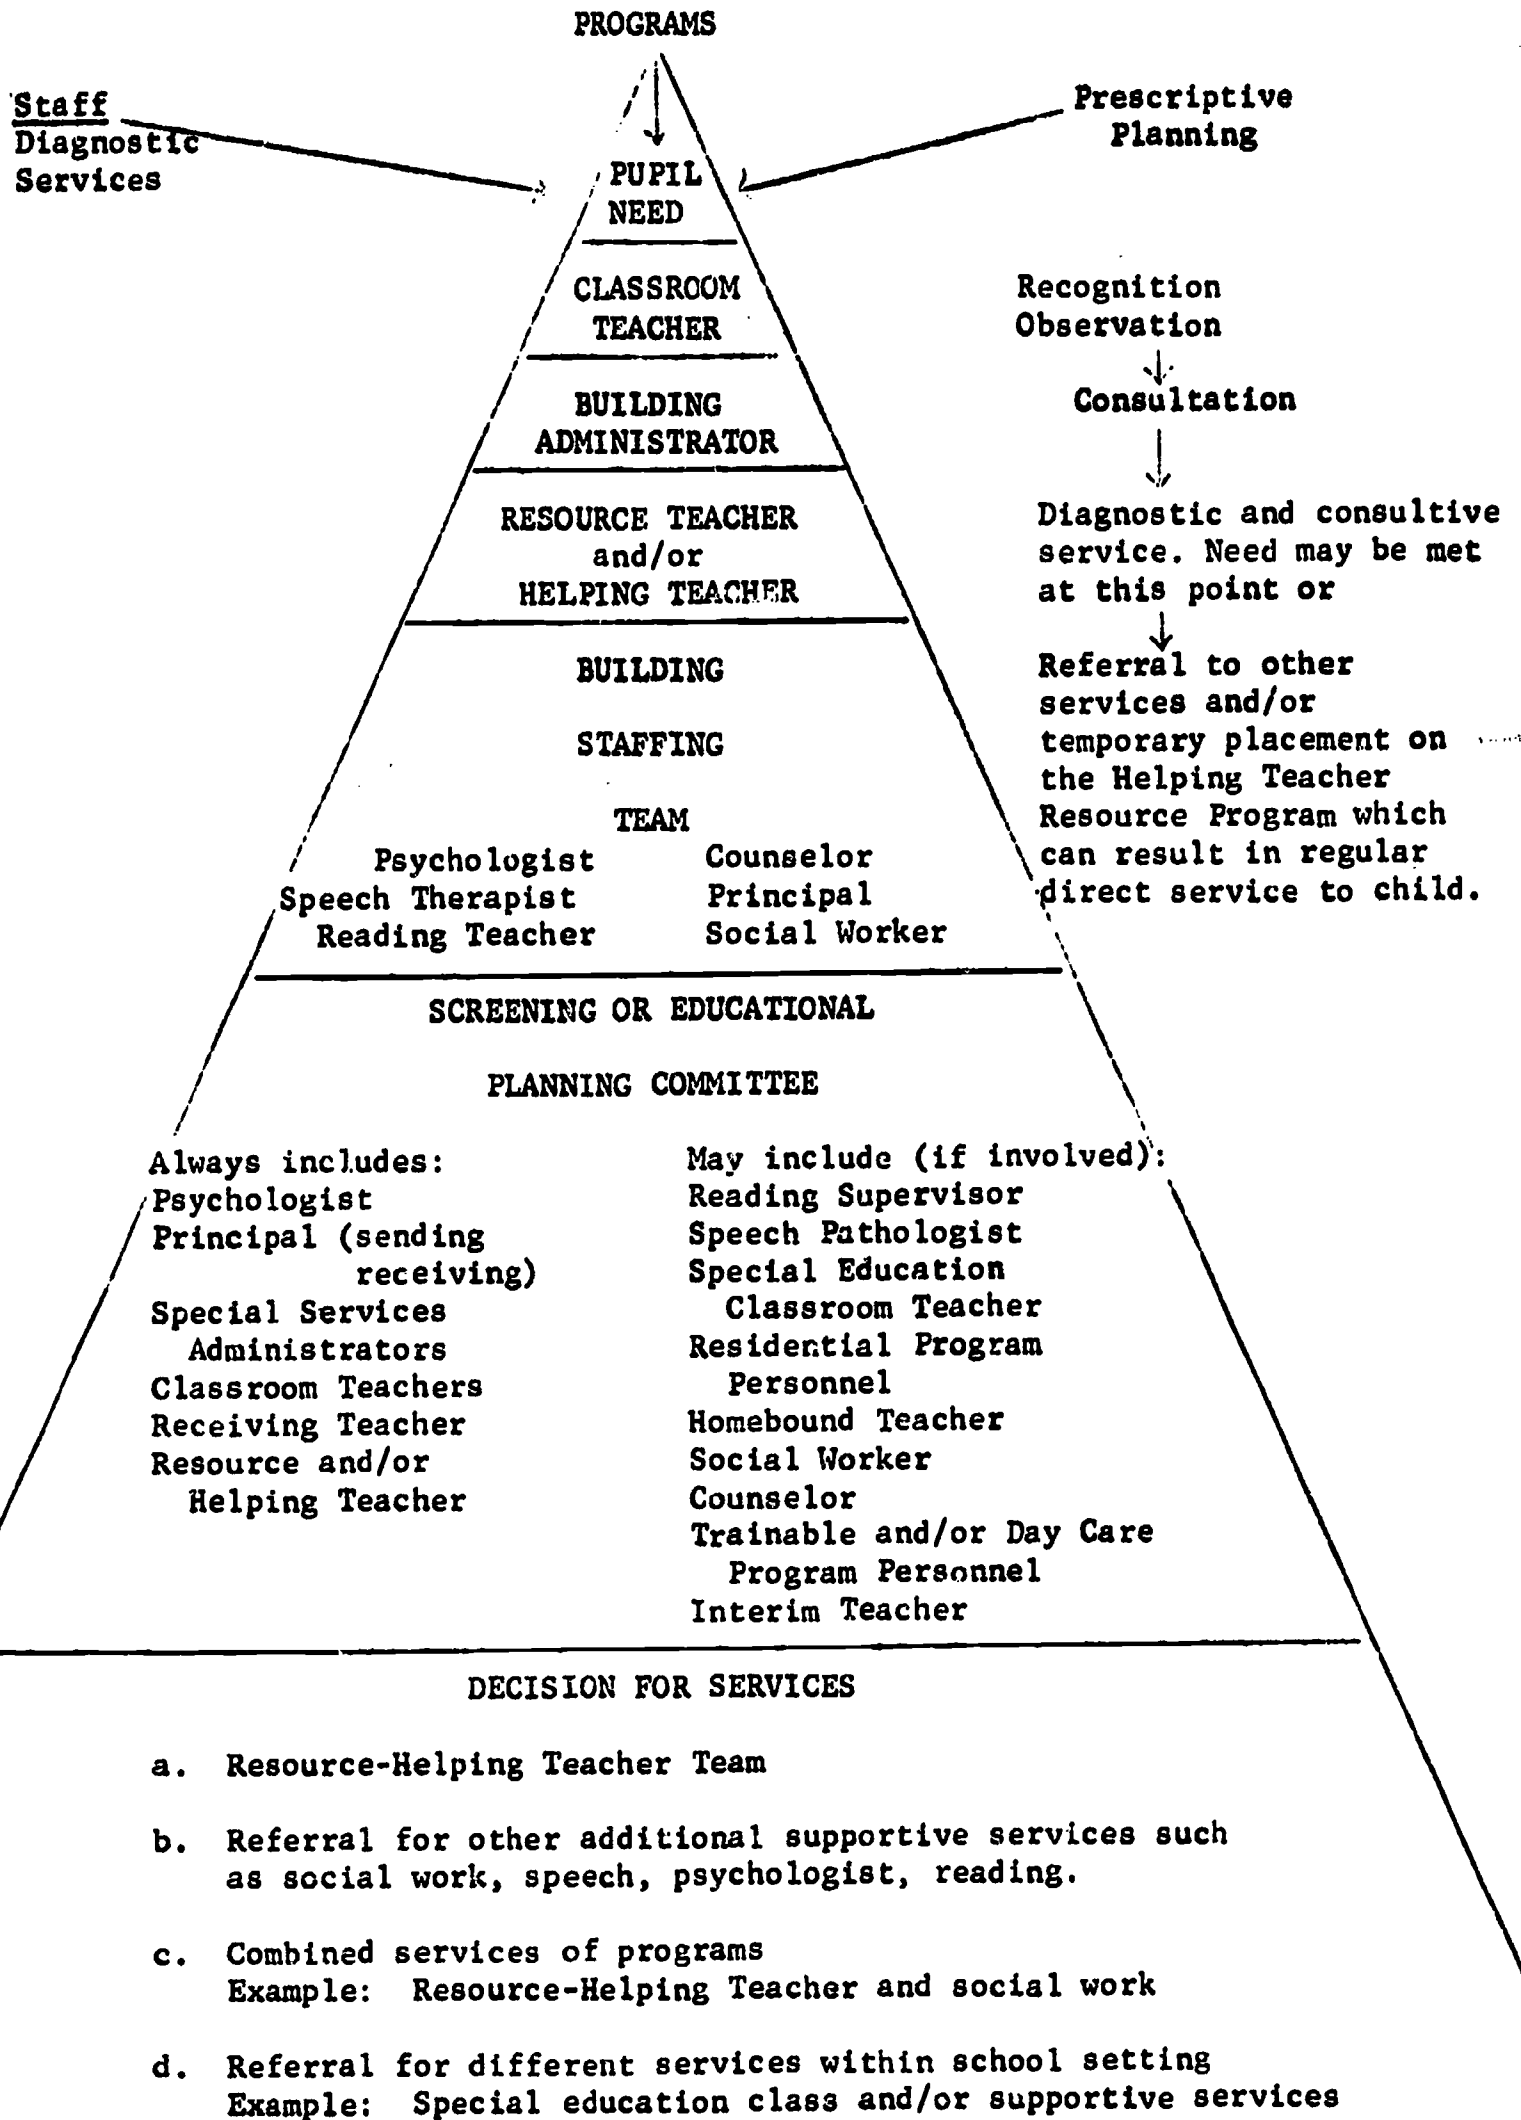 PROGRAMS
Staff
Diagnostic
Services
Prescriptive
Planning
PUPIL
NEED
CLASSROOM
TEACHER
Recognition
Observation
BUILDING
ADMINISTRATOR
Consultation
RESOURCE TEACHER
and/or
HELPING TEACHER
Diagnostic and consultive
service. Need may be met
at this point or
BUILDING
STAFFING
TEAM
Psychologist Counselor
Speech Therapist Principal
Reading Teacher Social Worker
Referral to other
services and/or
temporary placement on
the Helping Teacher
Resource Program which
can result in regular
direct service to child.
SCREENING OR EDUCATIONAL
PLANNING COMMITTEE
Always includes:
Psychologist
Principal (sending
receiving)
Special Services
Administrators
Classroom Teachers
Receiving Teacher
Resource and/or
Helping Teacher
May include (if involved):
Reading Supervisor
Speech Pathologist
Special Education
Classroom Teacher
Residential Program
Personnel
Homebound Teacher
Social Worker
Counselor
Trainable and/or Day Care
Program Personnel
Interim Teacher
DECISION FOR SERVICES
a. Resource-Helping Teacher Team
b. Referral for other additional supportive services such
as social work, speech, psychologist, reading.
c. Combined services of programs
Example: Resource-Helping Teacher and social work
d. Referral for different services within school setting
Example: Special education class and/or supportive services